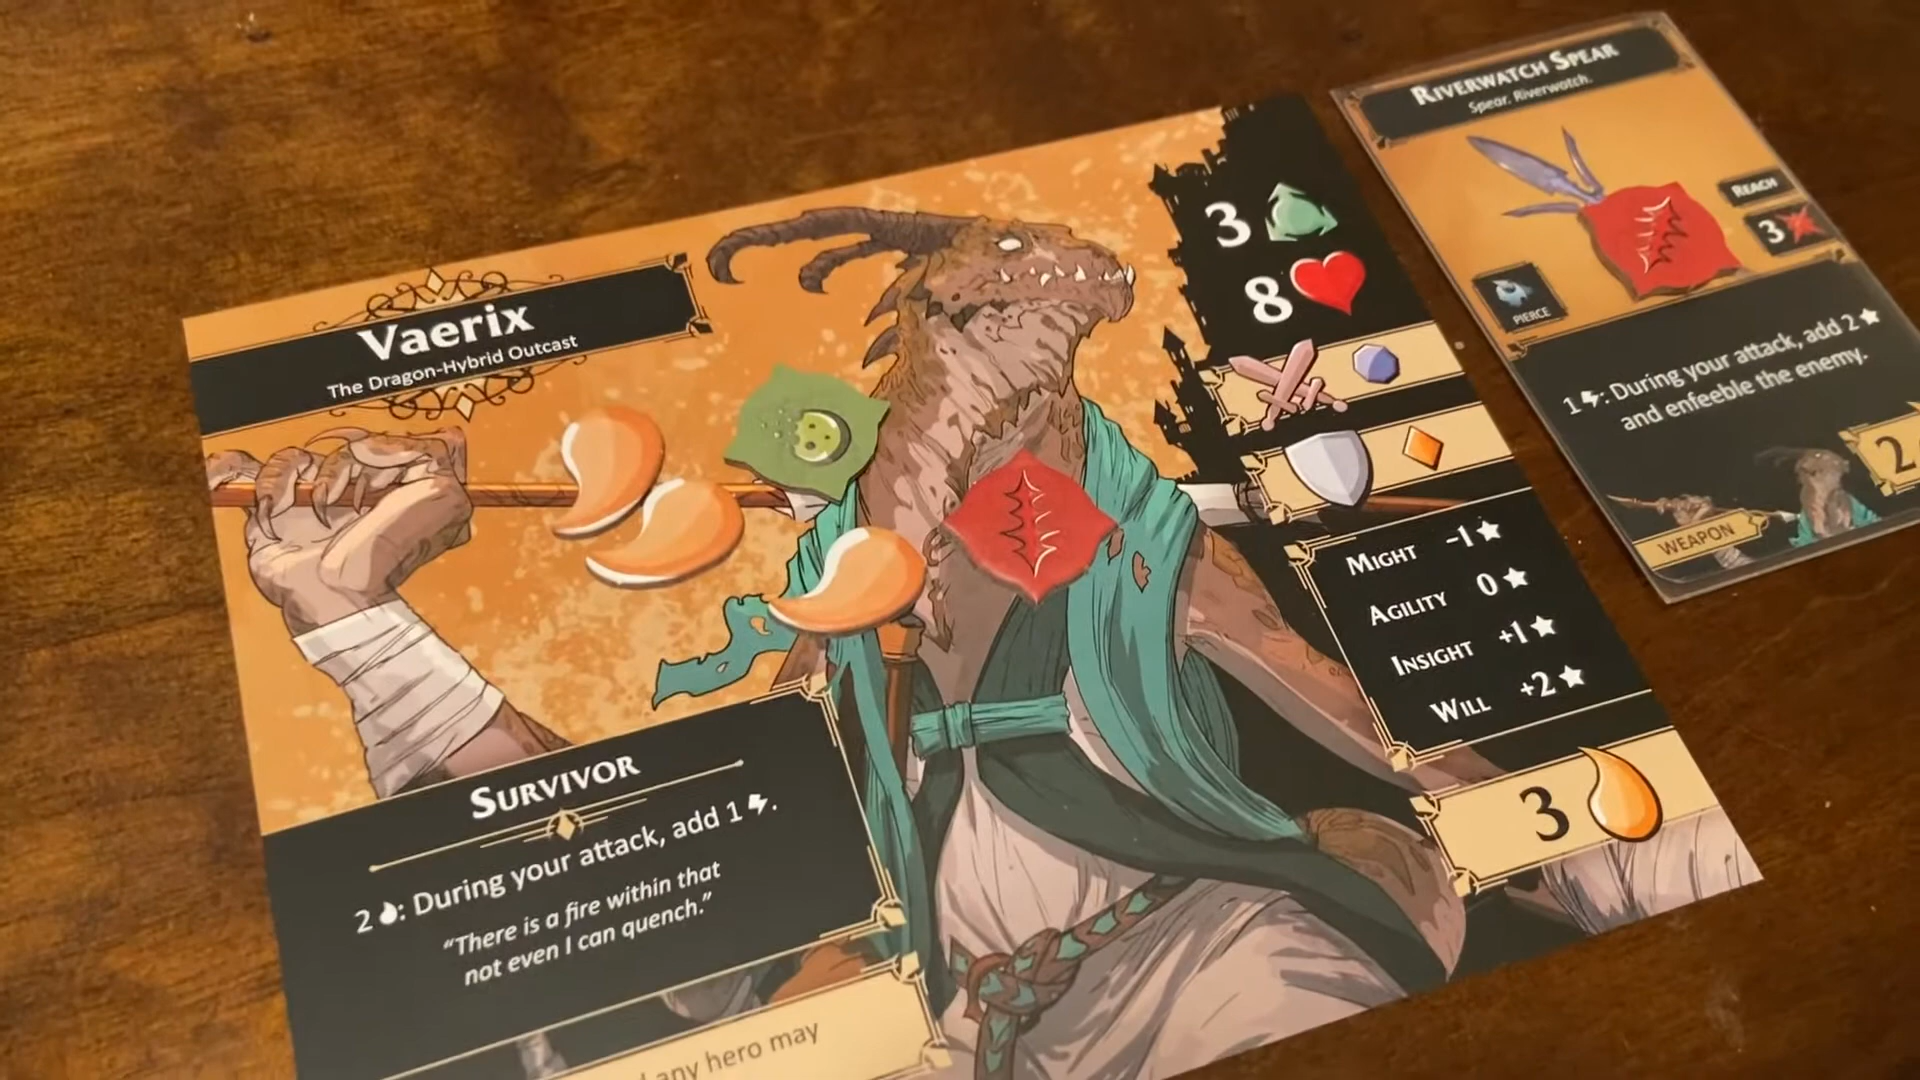 Vaerix
The Dragon-Hybrid Outcast
3
8
MIGHT -1
AGILITY 0
INSIGHT +1
WILL +2
3
SURVIVOR
2 : During your attack, add 1 .
“There is a fire within that
not even I can quench.”
any hero may
RIVERWATCH SPEAR
Spear. Riverwatch.
REACH
3
PIERCE
1 : During your attack, add 2
and enfeeble the enemy.
2
WEAPON